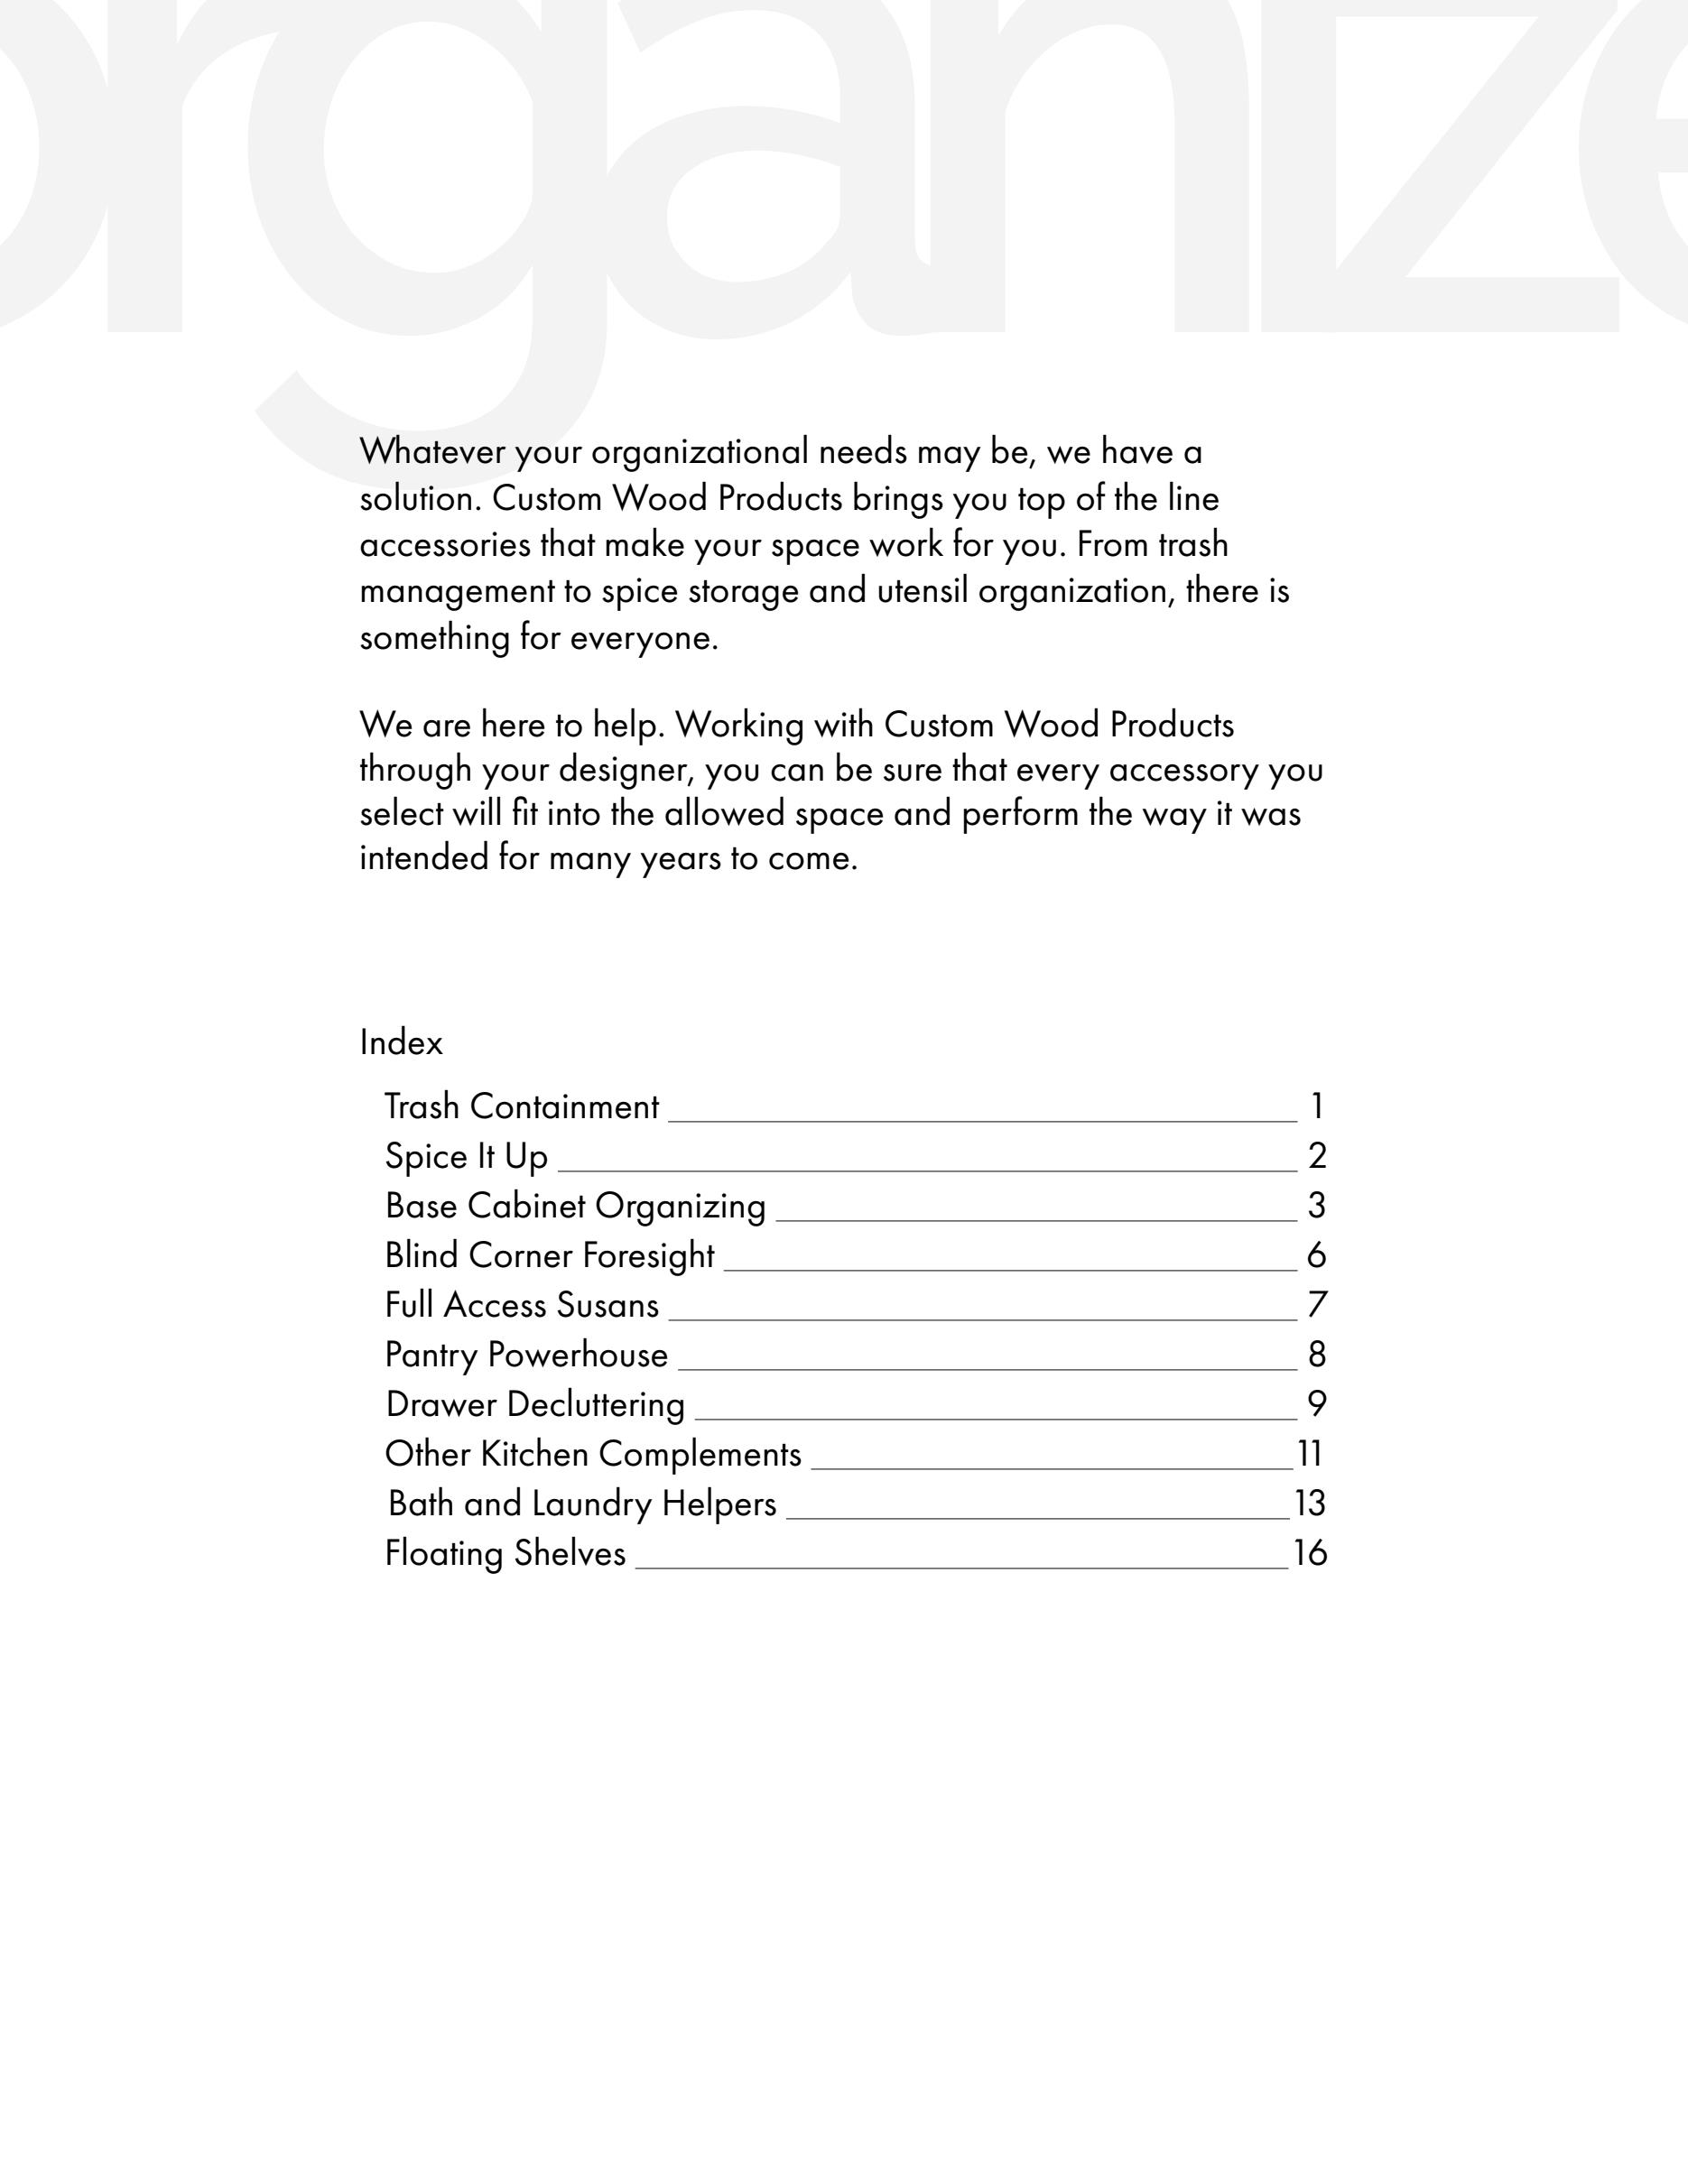 organize
Whatever your organizational needs may be, we have a
solution. Custom Wood Products brings you top of the line
accessories that make your space work for you. From trash
management to spice storage and utensil organization, there is
something for everyone.
We are here to help. Working with Custom Wood Products
through your designer, you can be sure that every accessory you
select will fit into the allowed space and perform the way it was
intended for many years to come.
Index
Trash Containment 1
Spice It Up 2
Base Cabinet Organizing 3
Blind Corner Foresight 6
Full Access Susans 7
Pantry Powerhouse 8
Drawer Decluttering 9
Other Kitchen Complements 11
Bath and Laundry Helpers 13
Floating Shelves 16